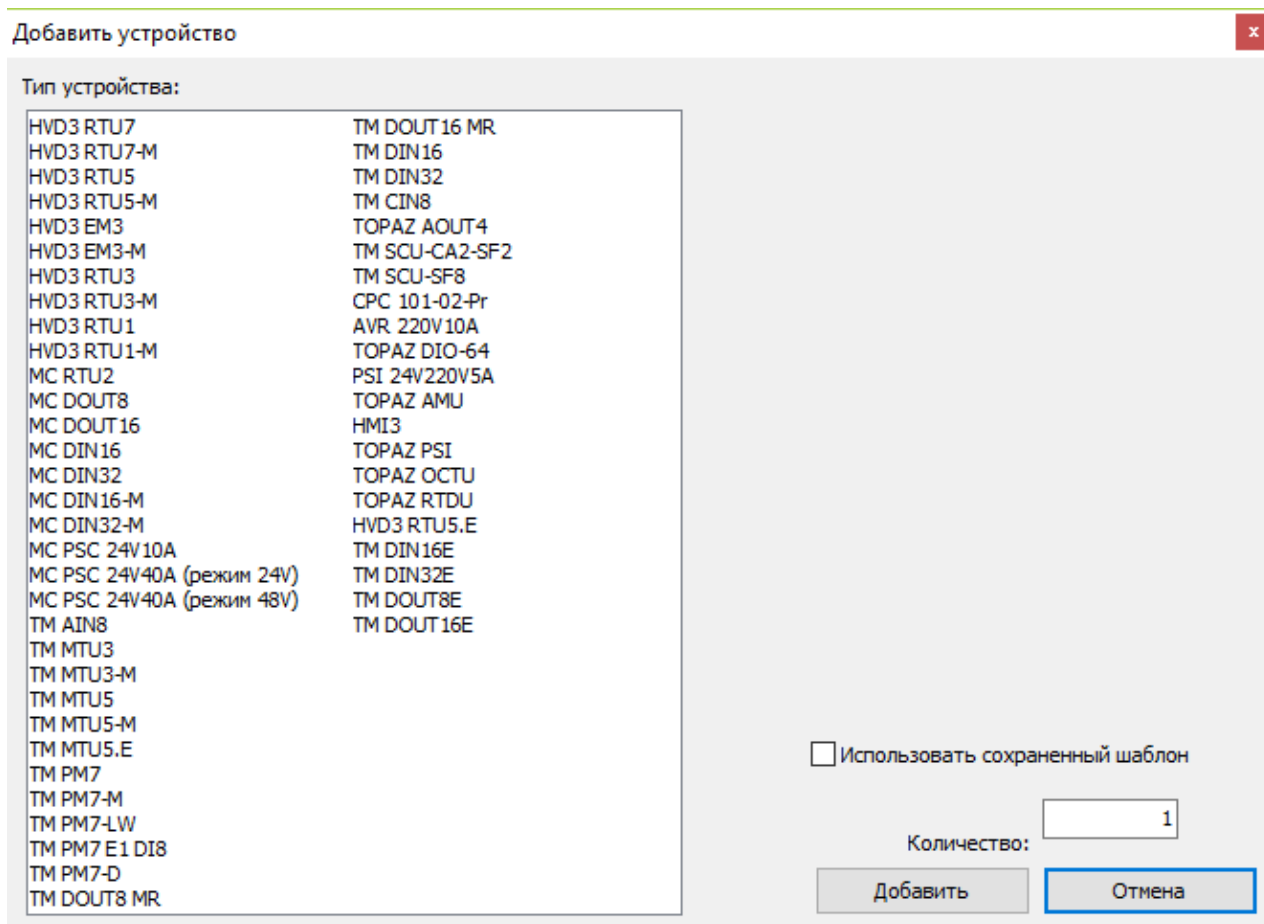 Добавить устройство
x
Тип устройства:
HVD3 RTU7
HVD3 RTU7-M
HVD3 RTU5
HVD3 RTU5-M
HVD3 EM3
HVD3 EM3-M
HVD3 RTU3
HVD3 RTU3-M
HVD3 RTU1
HVD3 RTU1-M
MC RTU2
MC DOUT8
MC DOUT16
MC DIN16
MC DIN32
MC DIN16-M
MC DIN32-M
MC PSC 24V10A
MC PSC 24V40A (режим 24V)
MC PSC 24V40A (режим 48V)
TM AIN8
TM MTU3
TM MTU3-M
TM MTU5
TM MTU5-M
TM MTU5.E
TM PM7
TM PM7-M
TM PM7-LW
TM PM7 E1 DI8
TM PM7-D
TM DOUT8 MR
TM DOUT16 MR
TM DIN16
TM DIN32
TM CIN8
TOPAZ AOUT4
TM SCU-CA2-SF2
TM SCU-SF8
CPC 101-02-Pr
AVR 220V10A
TOPAZ DIO-64
PSI 24V220V5A
TOPAZ AMU
HMI3
TOPAZ PSI
TOPAZ OCTU
TOPAZ RTDU
HVD3 RTU5.E
TM DIN16E
TM DIN32E
TM DOUT8E
TM DOUT16E
Использовать сохраненный шаблон
Количество: 1
Добавить
Отмена